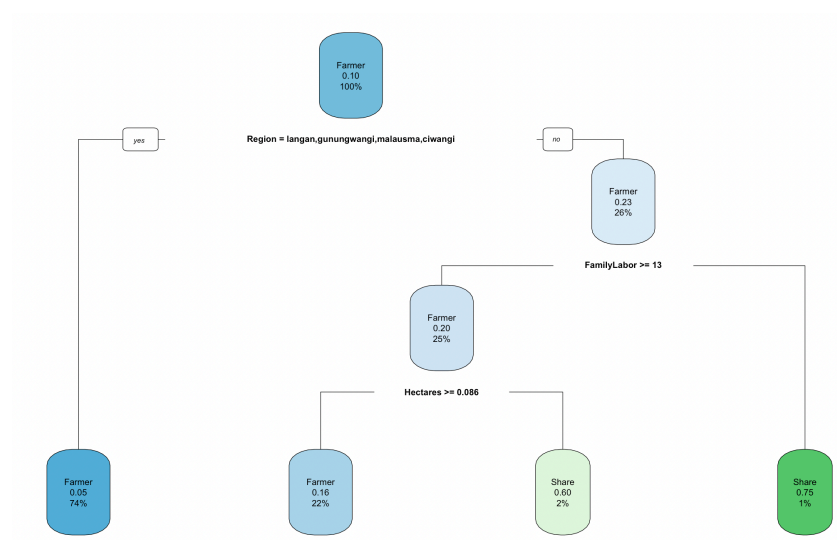 Farmer
0.10
100%
yes
Region = langan,gunungwangi,malausma,ciwangi
no
Farmer
0.23
26%
FamilyLabor >= 13
Farmer
0.20
25%
Hectares >= 0.086
Farmer
0.05
74%
Farmer
0.16
22%
Share
0.60
2%
Share
0.75
1%